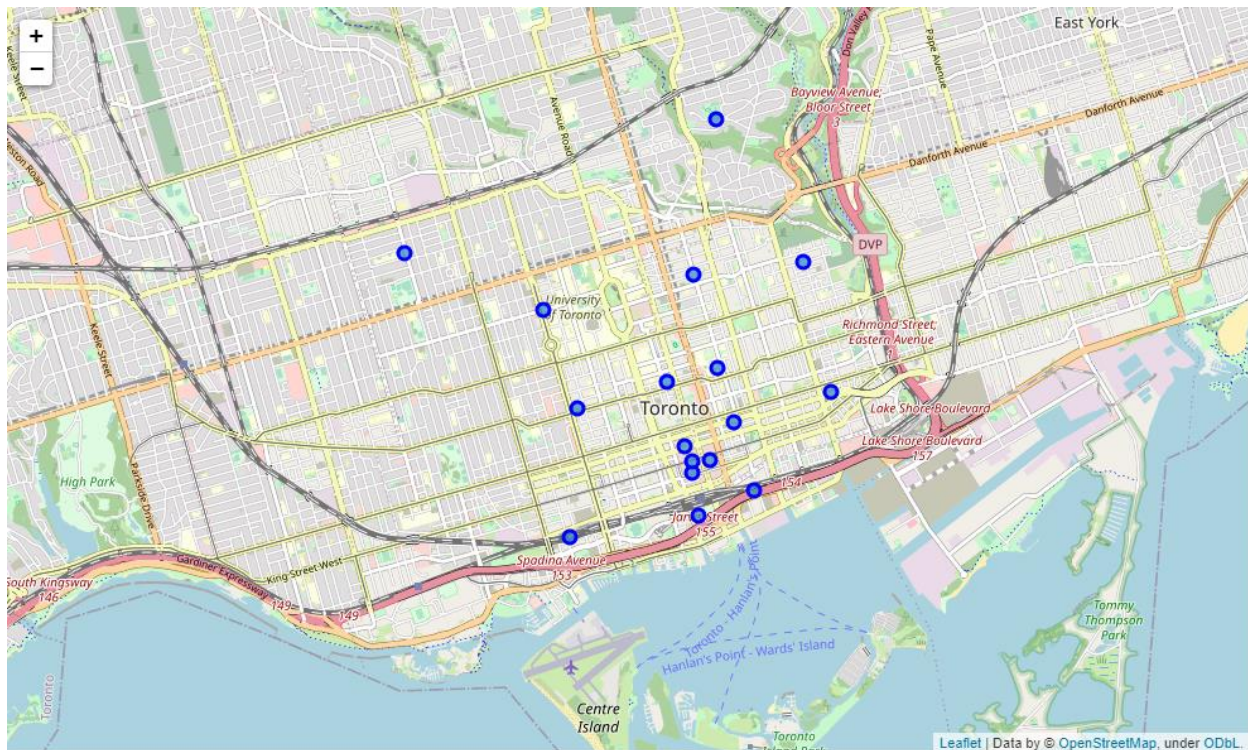 East York
+
−
Keele Street
Don Valley
Pape Avenue
Avenue Road
Bayview Avenue;
Bloor Street
3
Danforth Avenue
Danforth Avenue
DVP
University
of Toronto
Keele Street
Richmond Street;
Eastern Avenue
1
Toronto
Lake Shore Boulevard
Lake Shore Boulevard
157
High Park
Parkside Drive
154
Street
155
Spadina Avenue
153
King Street West
Gardiner Expressway
South Kingsway
146
149
149
Toronto - Hanlan's Point
Hanlan's Point - Wards' Island
Tommy
Thompson
Park
Centre
Island
Toronto
Toronto
Leaflet | Data by © OpenStreetMap, under ODbL.